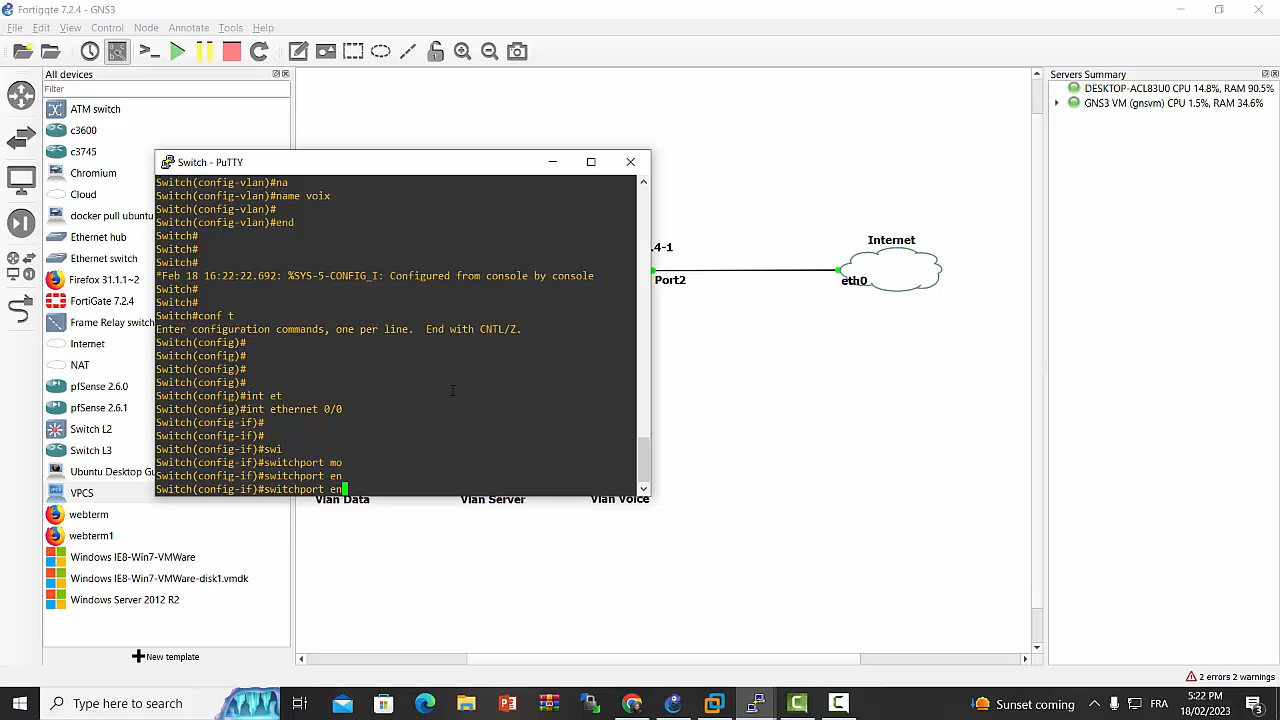 Fortigate 7.2.4 - GNS3
File Edit View Control Node Annotate Tools Help
All devices
Filter
ATM switch
c3600
c3745
Chromium
Cloud
docker pull ubuntu
Ethernet hub
Ethernet switch
Firefox 31.1.1~2
FortiGate 7.2.4
Frame Relay switch
Internet
NAT
pfSense 2.6.0
pfSense 2.6.1
Switch L2
Switch L3
Ubuntu Desktop Gu
VPCS
webterm
webterm1
Windows IE8-Win7-VMWare
Windows IE8-Win7-VMWare-disk1.vmdk
Windows Server 2012 R2
New template
Switch - PuTTY
Switch(config-vlan)#na
Switch(config-vlan)#name voix
Switch(config-vlan)#
Switch(config-vlan)#end
Switch#
Switch#
Switch#
*Feb 18 16:22:22.692: %SYS-5-CONFIG_I: Configured from console by console
Switch#
Switch#
Switch#conf t
Enter configuration commands, one per line.  End with CNTL/Z.
Switch(config)#
Switch(config)#
Switch(config)#
Switch(config)#
Switch(config)#int et
Switch(config)#int ethernet 0/0
Switch(config-if)#
Switch(config-if)#
Switch(config-if)#swi
Switch(config-if)#switchport mo
Switch(config-if)#switchport en
Switch(config-if)#switchport en
.4-1
Port2
Internet
eth0
Vlan Data
Vlan Server
Vlan Voice
Servers Summary
DESKTOP-ACL83U0 CPU 14.8%, RAM 90.5%
GNS3 VM (gnsvm) CPU 1.5%, RAM 34.6%
2 errors 2 warnings
Type here to search
Sunset coming
FRA
5:22 PM
18/02/2023
3